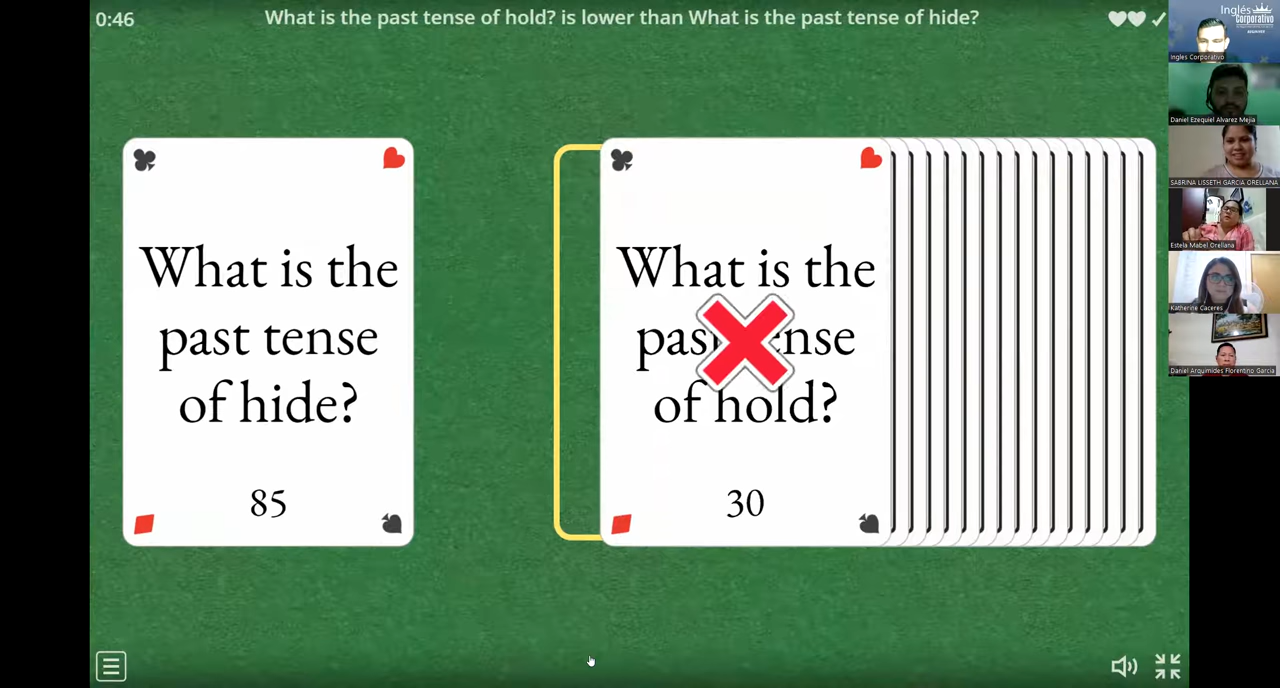 0:46
What is the past tense of hold? is lower than What is the past tense of hide?
What is the
past tense
of hide?
85
What is the
of hold?
30
Inglés
Corporativo
Ingles Corporativo
Daniel Ezequiel Alvarez Mejia
SABRINA LISSETH GARCIA ORELLANA
Estela Mabel Orellana
Katherine Caceres
Daniel Arquimides Florentino Garcia